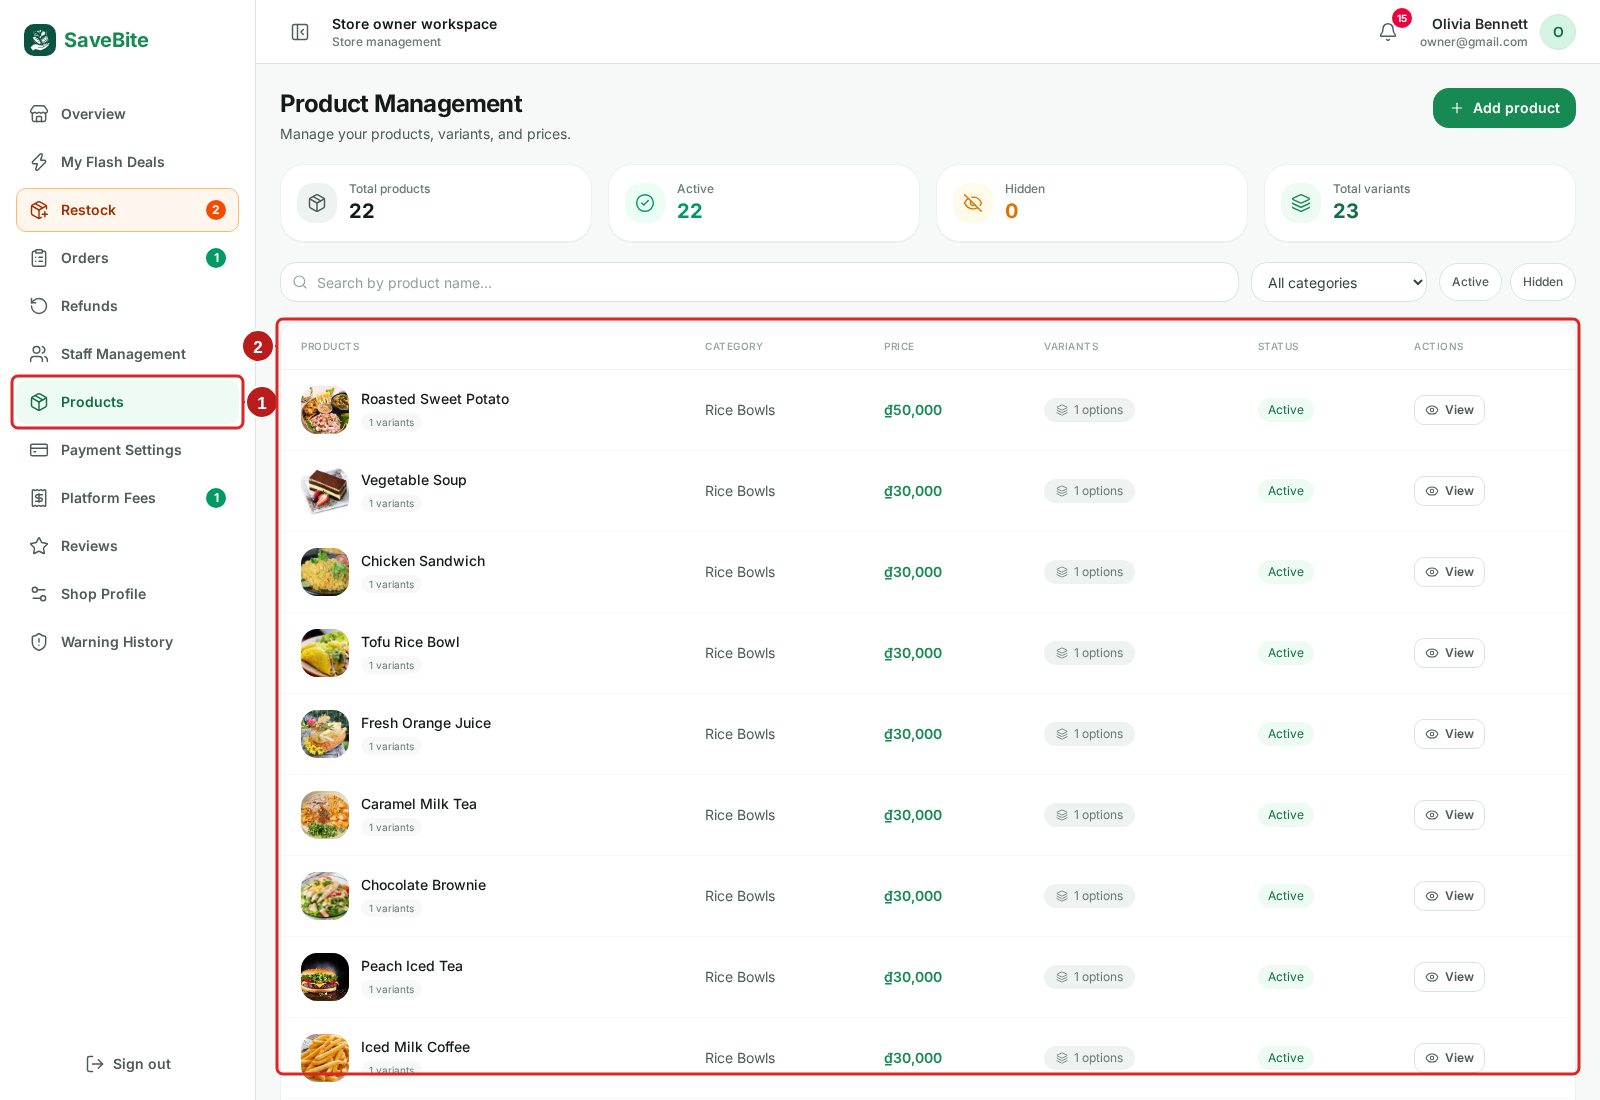 SaveBite
Overview
My Flash Deals
Restock 2
Orders 1
Refunds
Staff Management
Products
Payment Settings
Platform Fees 1
Reviews
Shop Profile
Warning History
Sign out
1
2
Store owner workspace
Store management
15
Olivia Bennett
owner@gmail.com
O
Product Management
Manage your products, variants, and prices.
+ Add product
Total products
22
Active
22
Hidden
0
Total variants
23
Search by product name...
All categories
Active
Hidden
PRODUCTS CATEGORY PRICE VARIANTS STATUS ACTIONS
Roasted Sweet Potato
1 variants
Rice Bowls ₫50,000 1 options Active View
Vegetable Soup
1 variants
Rice Bowls ₫30,000 1 options Active View
Chicken Sandwich
1 variants
Rice Bowls ₫30,000 1 options Active View
Tofu Rice Bowl
1 variants
Rice Bowls ₫30,000 1 options Active View
Fresh Orange Juice
1 variants
Rice Bowls ₫30,000 1 options Active View
Caramel Milk Tea
1 variants
Rice Bowls ₫30,000 1 options Active View
Chocolate Brownie
1 variants
Rice Bowls ₫30,000 1 options Active View
Peach Iced Tea
1 variants
Rice Bowls ₫30,000 1 options Active View
Iced Milk Coffee
1 variants
Rice Bowls ₫30,000 1 options Active View